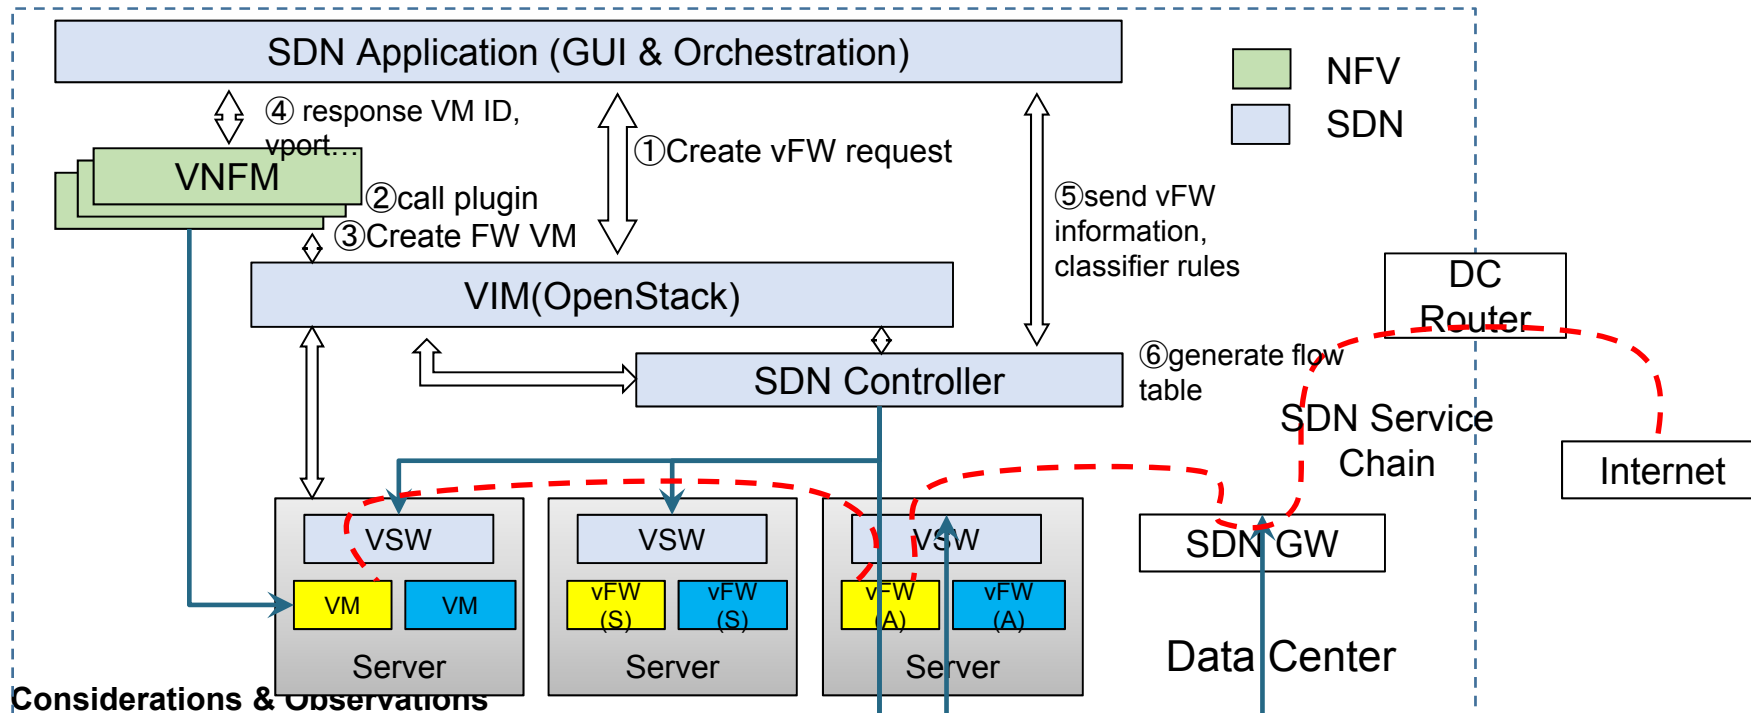 SDN Application (GUI & Orchestration)
NFV
SDN
④ response VM ID,
vport…
①Create vFW request
VNFM
②call plugin
③Create FW VM
⑤send vFW
information,
classifier rules
VIM(OpenStack)
DC
Router
SDN Controller
⑥generate flow
table
SDN Service
Chain
Internet
VSW
VSW
VSW
SDN GW
VM
VM
vFW
(S)
vFW
(S)
vFW
(A)
vFW
(A)
Server
Server
Server
Data Center
Considerations & Observations